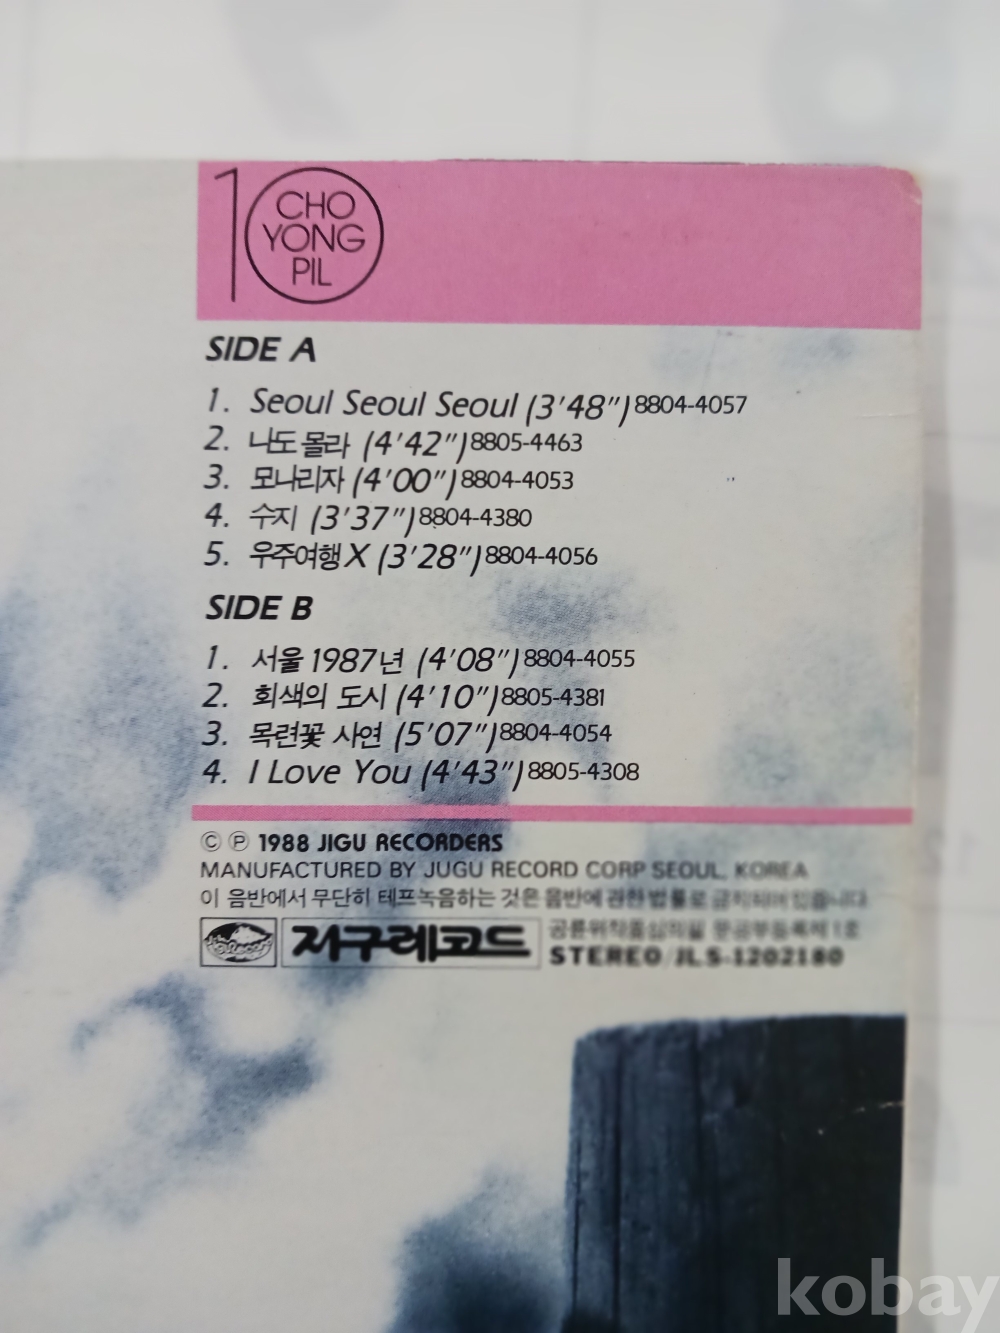 10 CHO YONG PIL
SIDE A
1. Seoul Seoul Seoul (3'48") 8804-4057
2. 나도 몰라 (4'42") 8805-4463
3. 모나리자 (4'00") 8804-4053
4. 수지 (3'37") 8804-4380
5. 우주여행 X (3'28") 8804-4056
SIDE B
1. 서울 1987년 (4'08") 8804-4055
2. 회색의 도시 (4'10") 8805-4381
3. 목련꽃 사연 (5'07") 8804-4054
4. I Love You (4'43") 8805-4308
© ℗ 1988 JIGU RECORDERS
MANUFACTURED BY JUGU RECORD CORP SEOUL, KOREA
이 음반에서 무단히 테프녹음하는 것은 음반에 관한 법률로 금지되어 있습니다
지구레코드
STEREO JLS-1202180
kobay